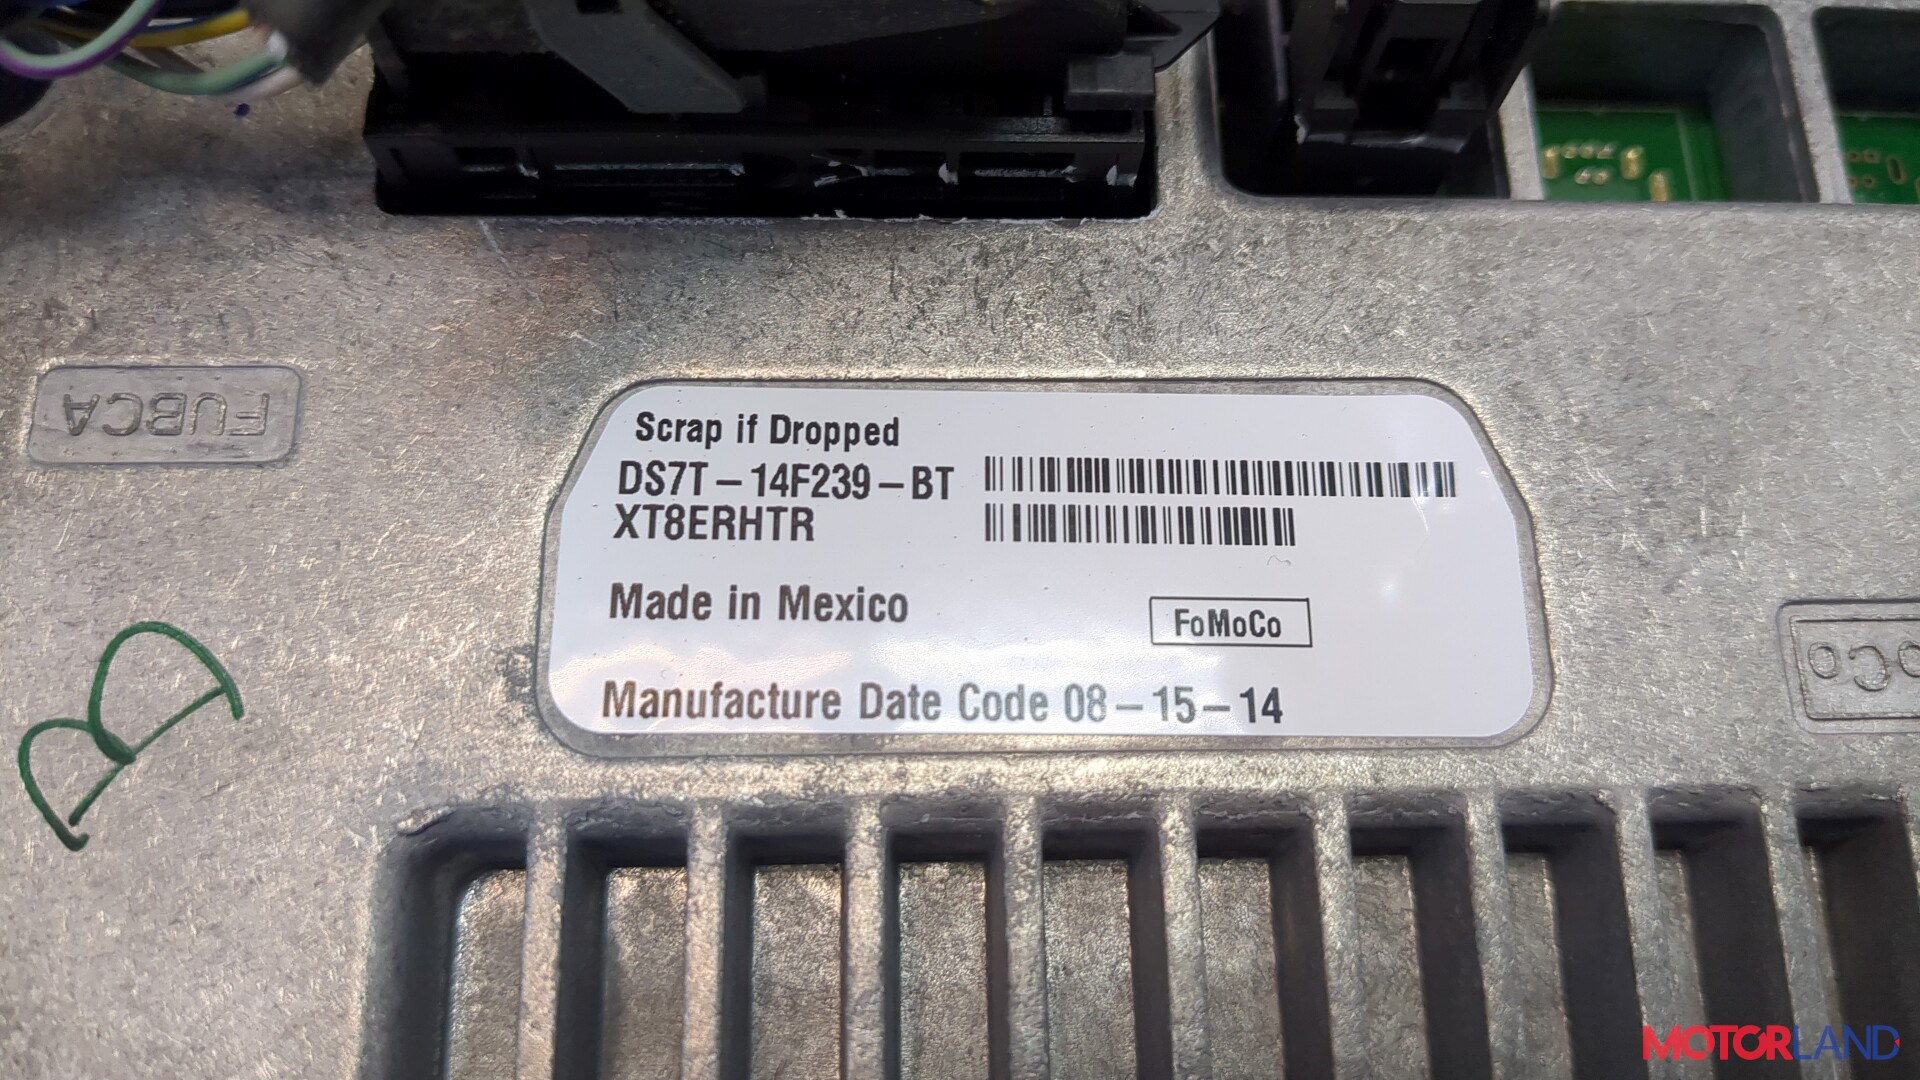 FUBCA
Scrap if Dropped
DS7T-14F239-BT
XT8ERHTR
Made in Mexico
FoMoCo
Manufacture Date Code 08-15-14
MOTORLAND